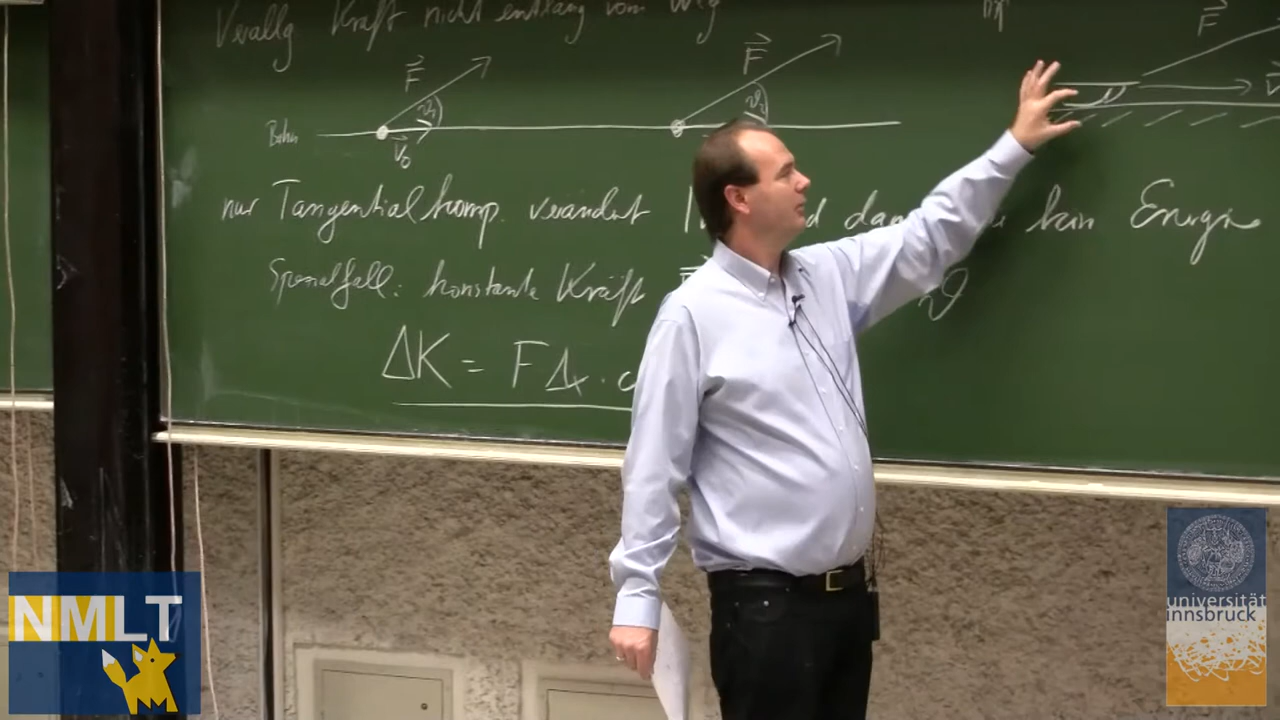 Verallg Kraft nicht entlang vom Weg
F F F
Bahn
v₀
nur Tangentialkomp. verändert
kein Energie
Spezialfall: konstante Kraft
ϑ
ΔK = FΔx · c
NMLT
universität
innsbruck